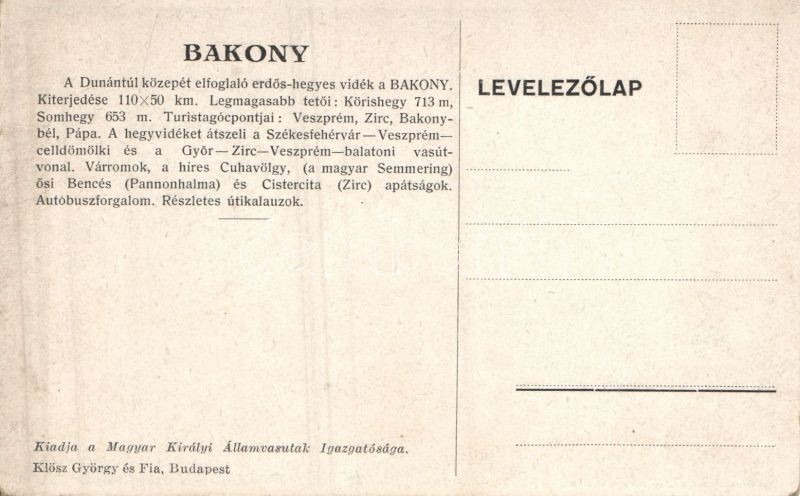 BAKONY
A Dunántúl közepét elfoglaló erdős-hegyes vidék a BAKONY.
Kiterjedése 110×50 km. Legmagasabb tetői: Körishegy 713 m,
Somhegy 653 m. Turistagócpontjai: Veszprém, Zirc, Bakony-
bél, Pápa. A hegyvidéket átszeli a Székesfehérvár—Veszprém—
celldömölki és a Győr—Zirc—Veszprém—balatoni vasút-
vonal. Várromok, a híres Cuhavölgy, (a magyar Semmering)
ősi Bencés (Pannonhalma) és Cistercita (Zirc) apátságok.
Autóbuszforgalom. Részletes útikalauzok.
Kiadja a Magyar Királyi Államvasutak Igazgatósága.
Klösz György és Fia, Budapest
LEVELEZŐLAP